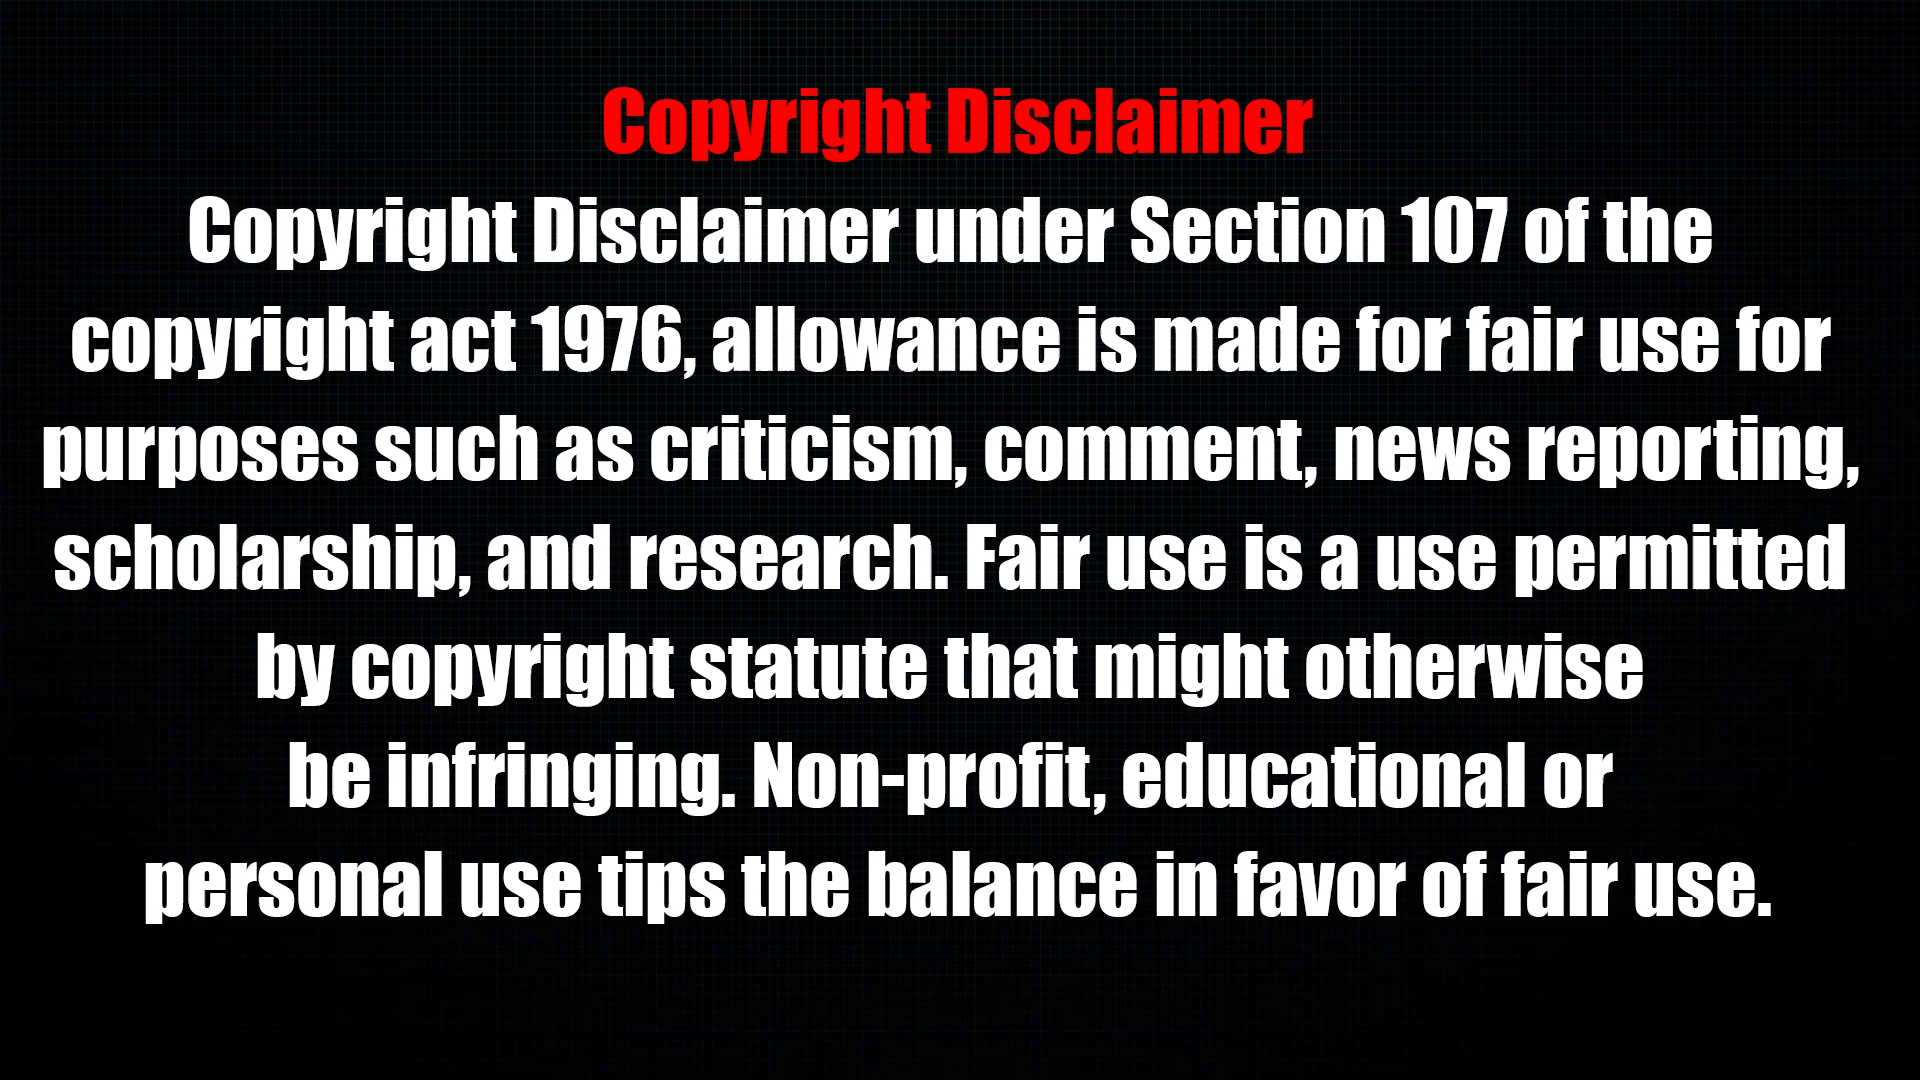 Copyright Disclaimer
Copyright Disclaimer under Section 107 of the
copyright act 1976, allowance is made for fair use for
purposes such as criticism, comment, news reporting,
scholarship, and research. Fair use is a use permitted
by copyright statute that might otherwise
be infringing. Non-profit, educational or
personal use tips the balance in favor of fair use.